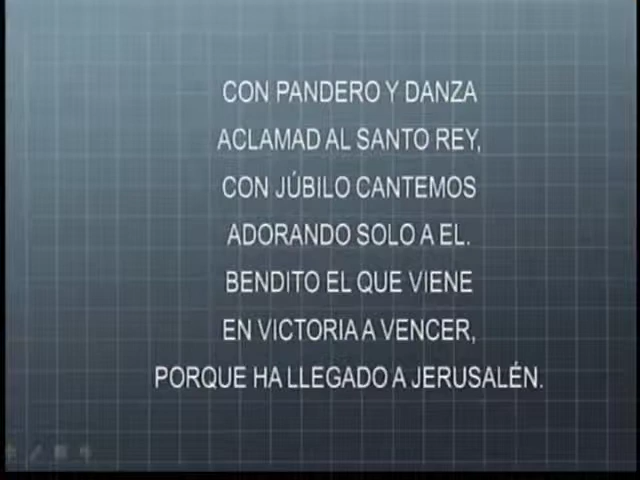 CON PANDERO Y DANZA
ACLAMAD AL SANTO REY,
CON JÚBILO CANTEMOS
ADORANDO SOLO A EL.
BENDITO EL QUE VIENE
EN VICTORIA A VENCER,
PORQUE HA LLEGADO A JERUSALÉN.